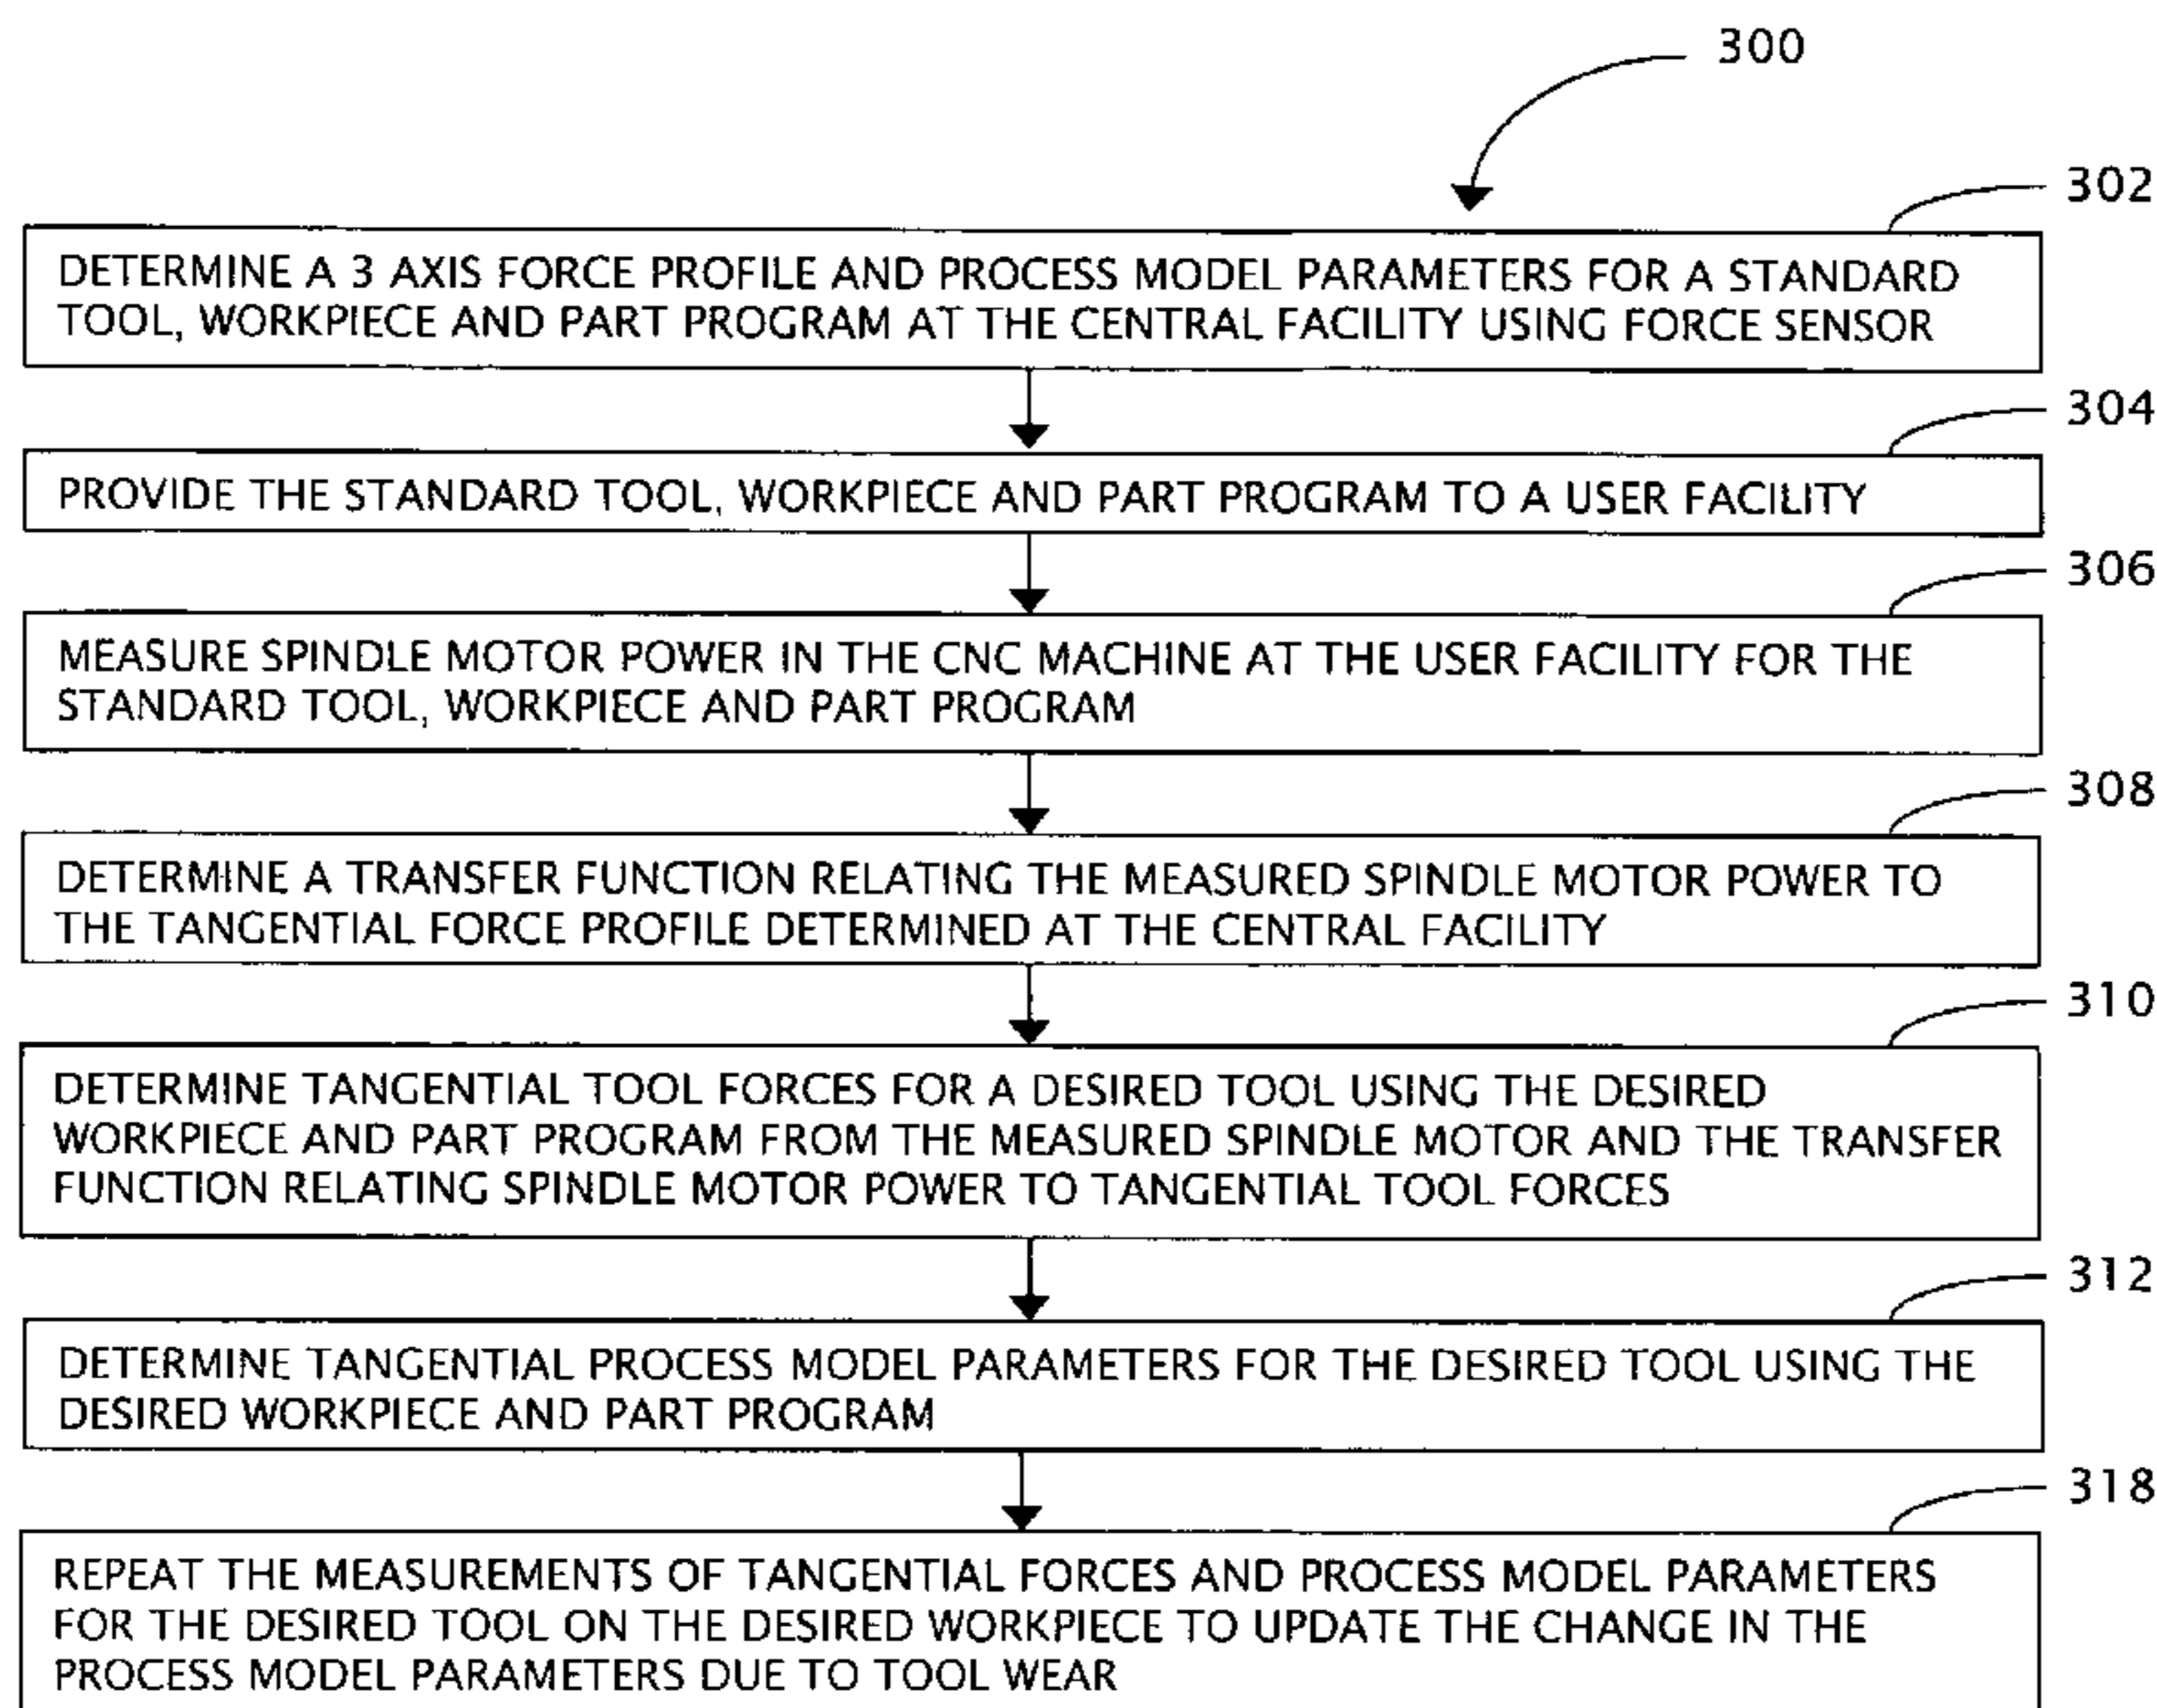 300
302
DETERMINE A 3 AXIS FORCE PROFILE AND PROCESS MODEL PARAMETERS FOR A STANDARD
TOOL, WORKPIECE AND PART PROGRAM AT THE CENTRAL FACILITY USING FORCE SENSOR
304
PROVIDE THE STANDARD TOOL, WORKPIECE AND PART PROGRAM TO A USER FACILITY
306
MEASURE SPINDLE MOTOR POWER IN THE CNC MACHINE AT THE USER FACILITY FOR THE
STANDARD TOOL, WORKPIECE AND PART PROGRAM
308
DETERMINE A TRANSFER FUNCTION RELATING THE MEASURED SPINDLE MOTOR POWER TO
THE TANGENTIAL FORCE PROFILE DETERMINED AT THE CENTRAL FACILITY
310
DETERMINE TANGENTIAL TOOL FORCES FOR A DESIRED TOOL USING THE DESIRED
WORKPIECE AND PART PROGRAM FROM THE MEASURED SPINDLE MOTOR AND THE TRANSFER
FUNCTION RELATING SPINDLE MOTOR POWER TO TANGENTIAL TOOL FORCES
312
DETERMINE TANGENTIAL PROCESS MODEL PARAMETERS FOR THE DESIRED TOOL USING THE
DESIRED WORKPIECE AND PART PROGRAM
318
REPEAT THE MEASUREMENTS OF TANGENTIAL FORCES AND PROCESS MODEL PARAMETERS
FOR THE DESIRED TOOL ON THE DESIRED WORKPIECE TO UPDATE THE CHANGE IN THE
PROCESS MODEL PARAMETERS DUE TO TOOL WEAR